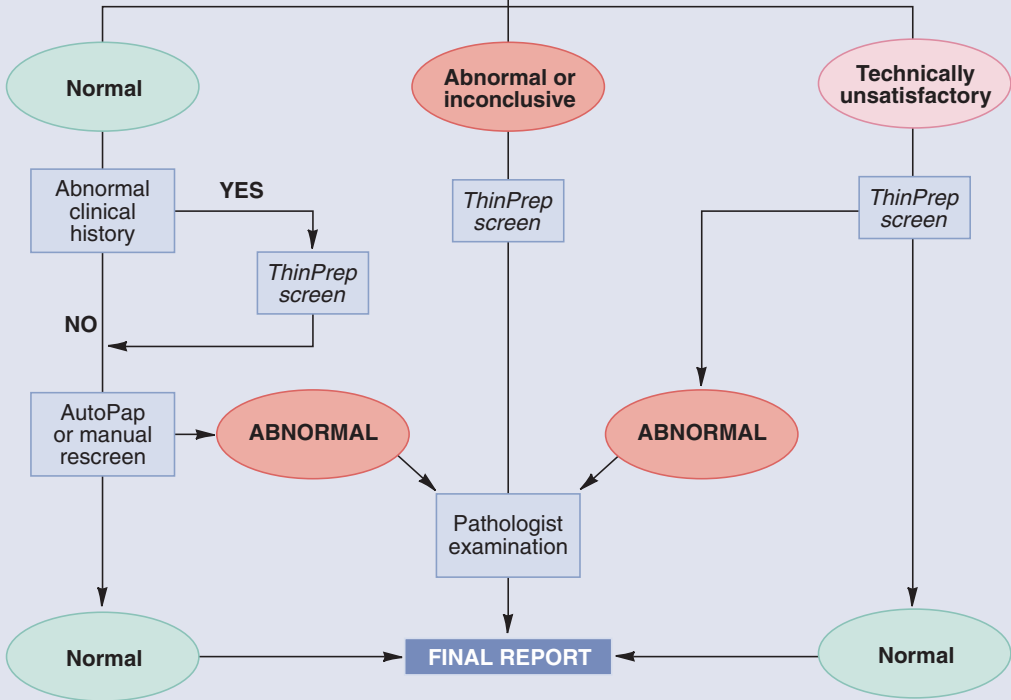 Normal
Abnormal or
inconclusive
Technically
unsatisfactory
Abnormal
clinical
history
YES
ThinPrep
screen
ThinPrep
screen
ThinPrep
screen
NO
AutoPap
or manual
rescreen
ABNORMAL
ABNORMAL
Pathologist
examination
Normal
FINAL REPORT
Normal